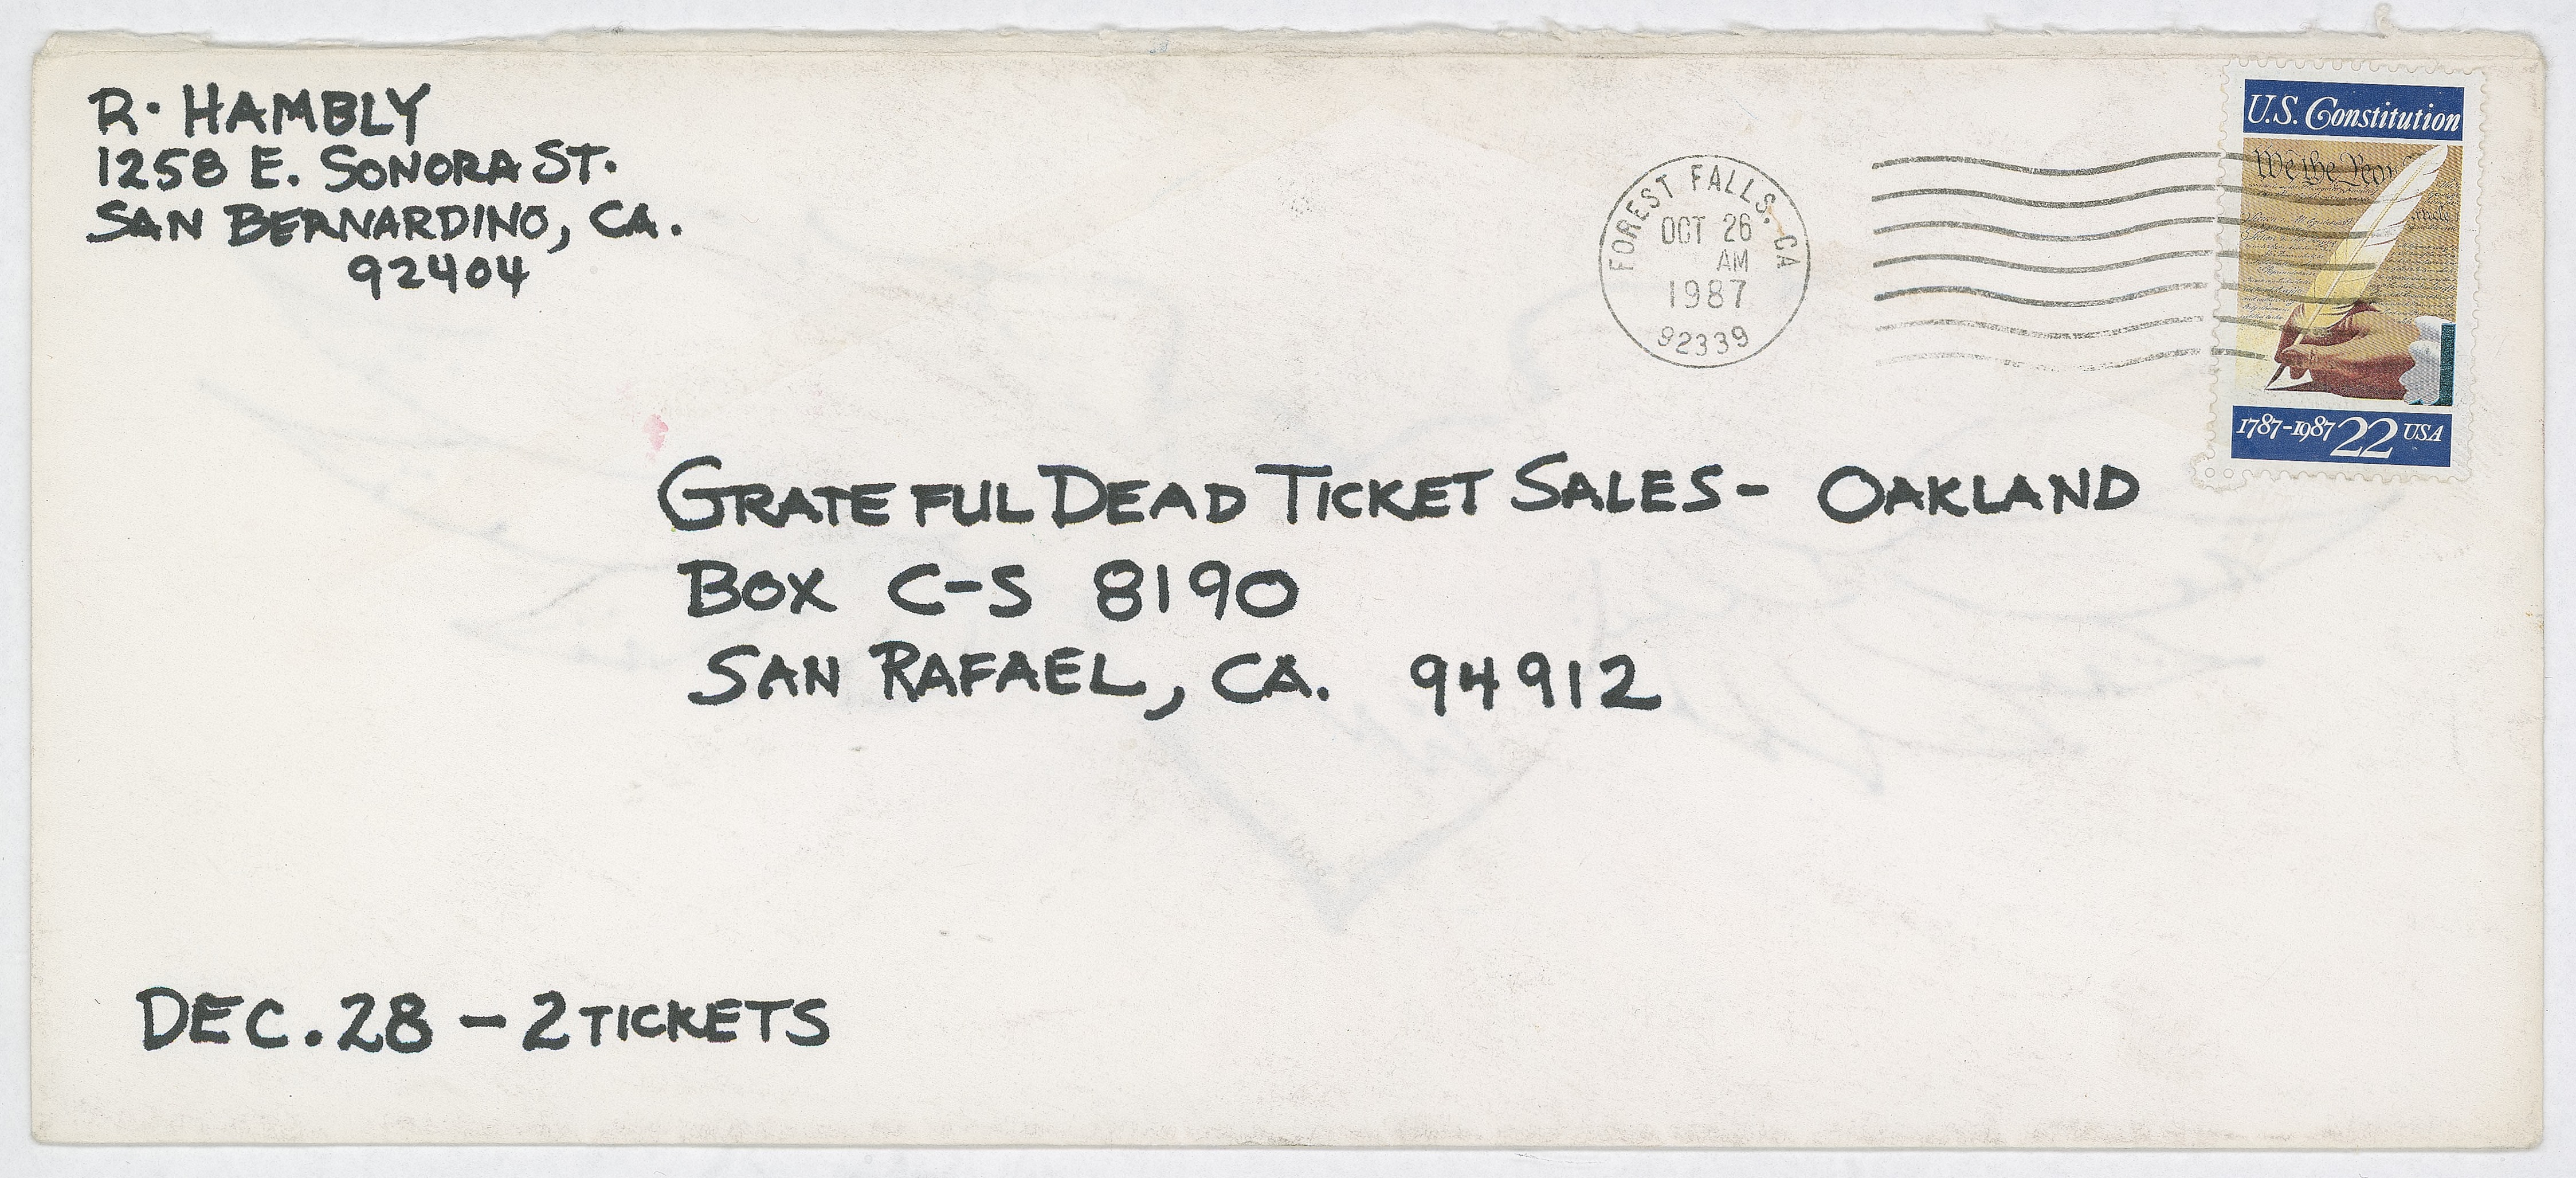 R. HAMBLY
1258 E. SONORA ST.
SAN BERNARDINO, CA.
92404
FOREST FALLS, CA
OCT 26
AM
1987
92339
U.S. Constitution
We the Peop
Article
1787-1987 22 USA
GRATEFUL DEAD TICKET SALES- OAKLAND
BOX C-S 8190
SAN RAFAEL, CA. 94912
DEC. 28 - 2 TICKETS